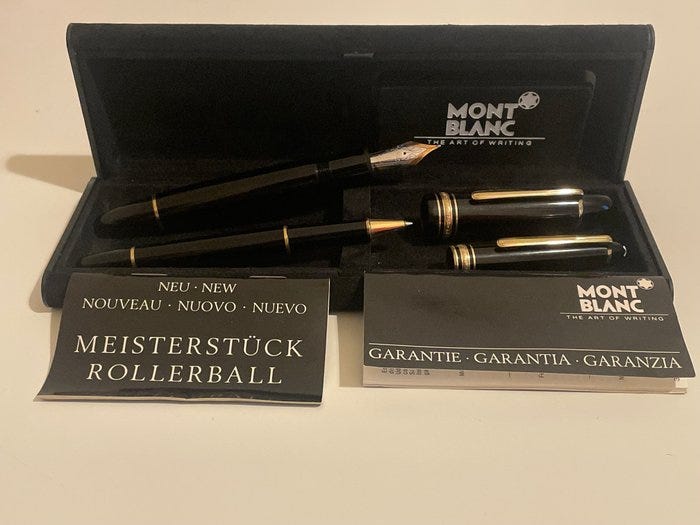 MONT
BLANC
THE ART OF WRITING
NEU · NEW
NOUVEAU · NUOVO · NUEVO
MEISTERSTÜCK
ROLLERBALL
MONT
BLANC
THE ART OF WRITING
GARANTIE · GARANTIA · GARANZIA